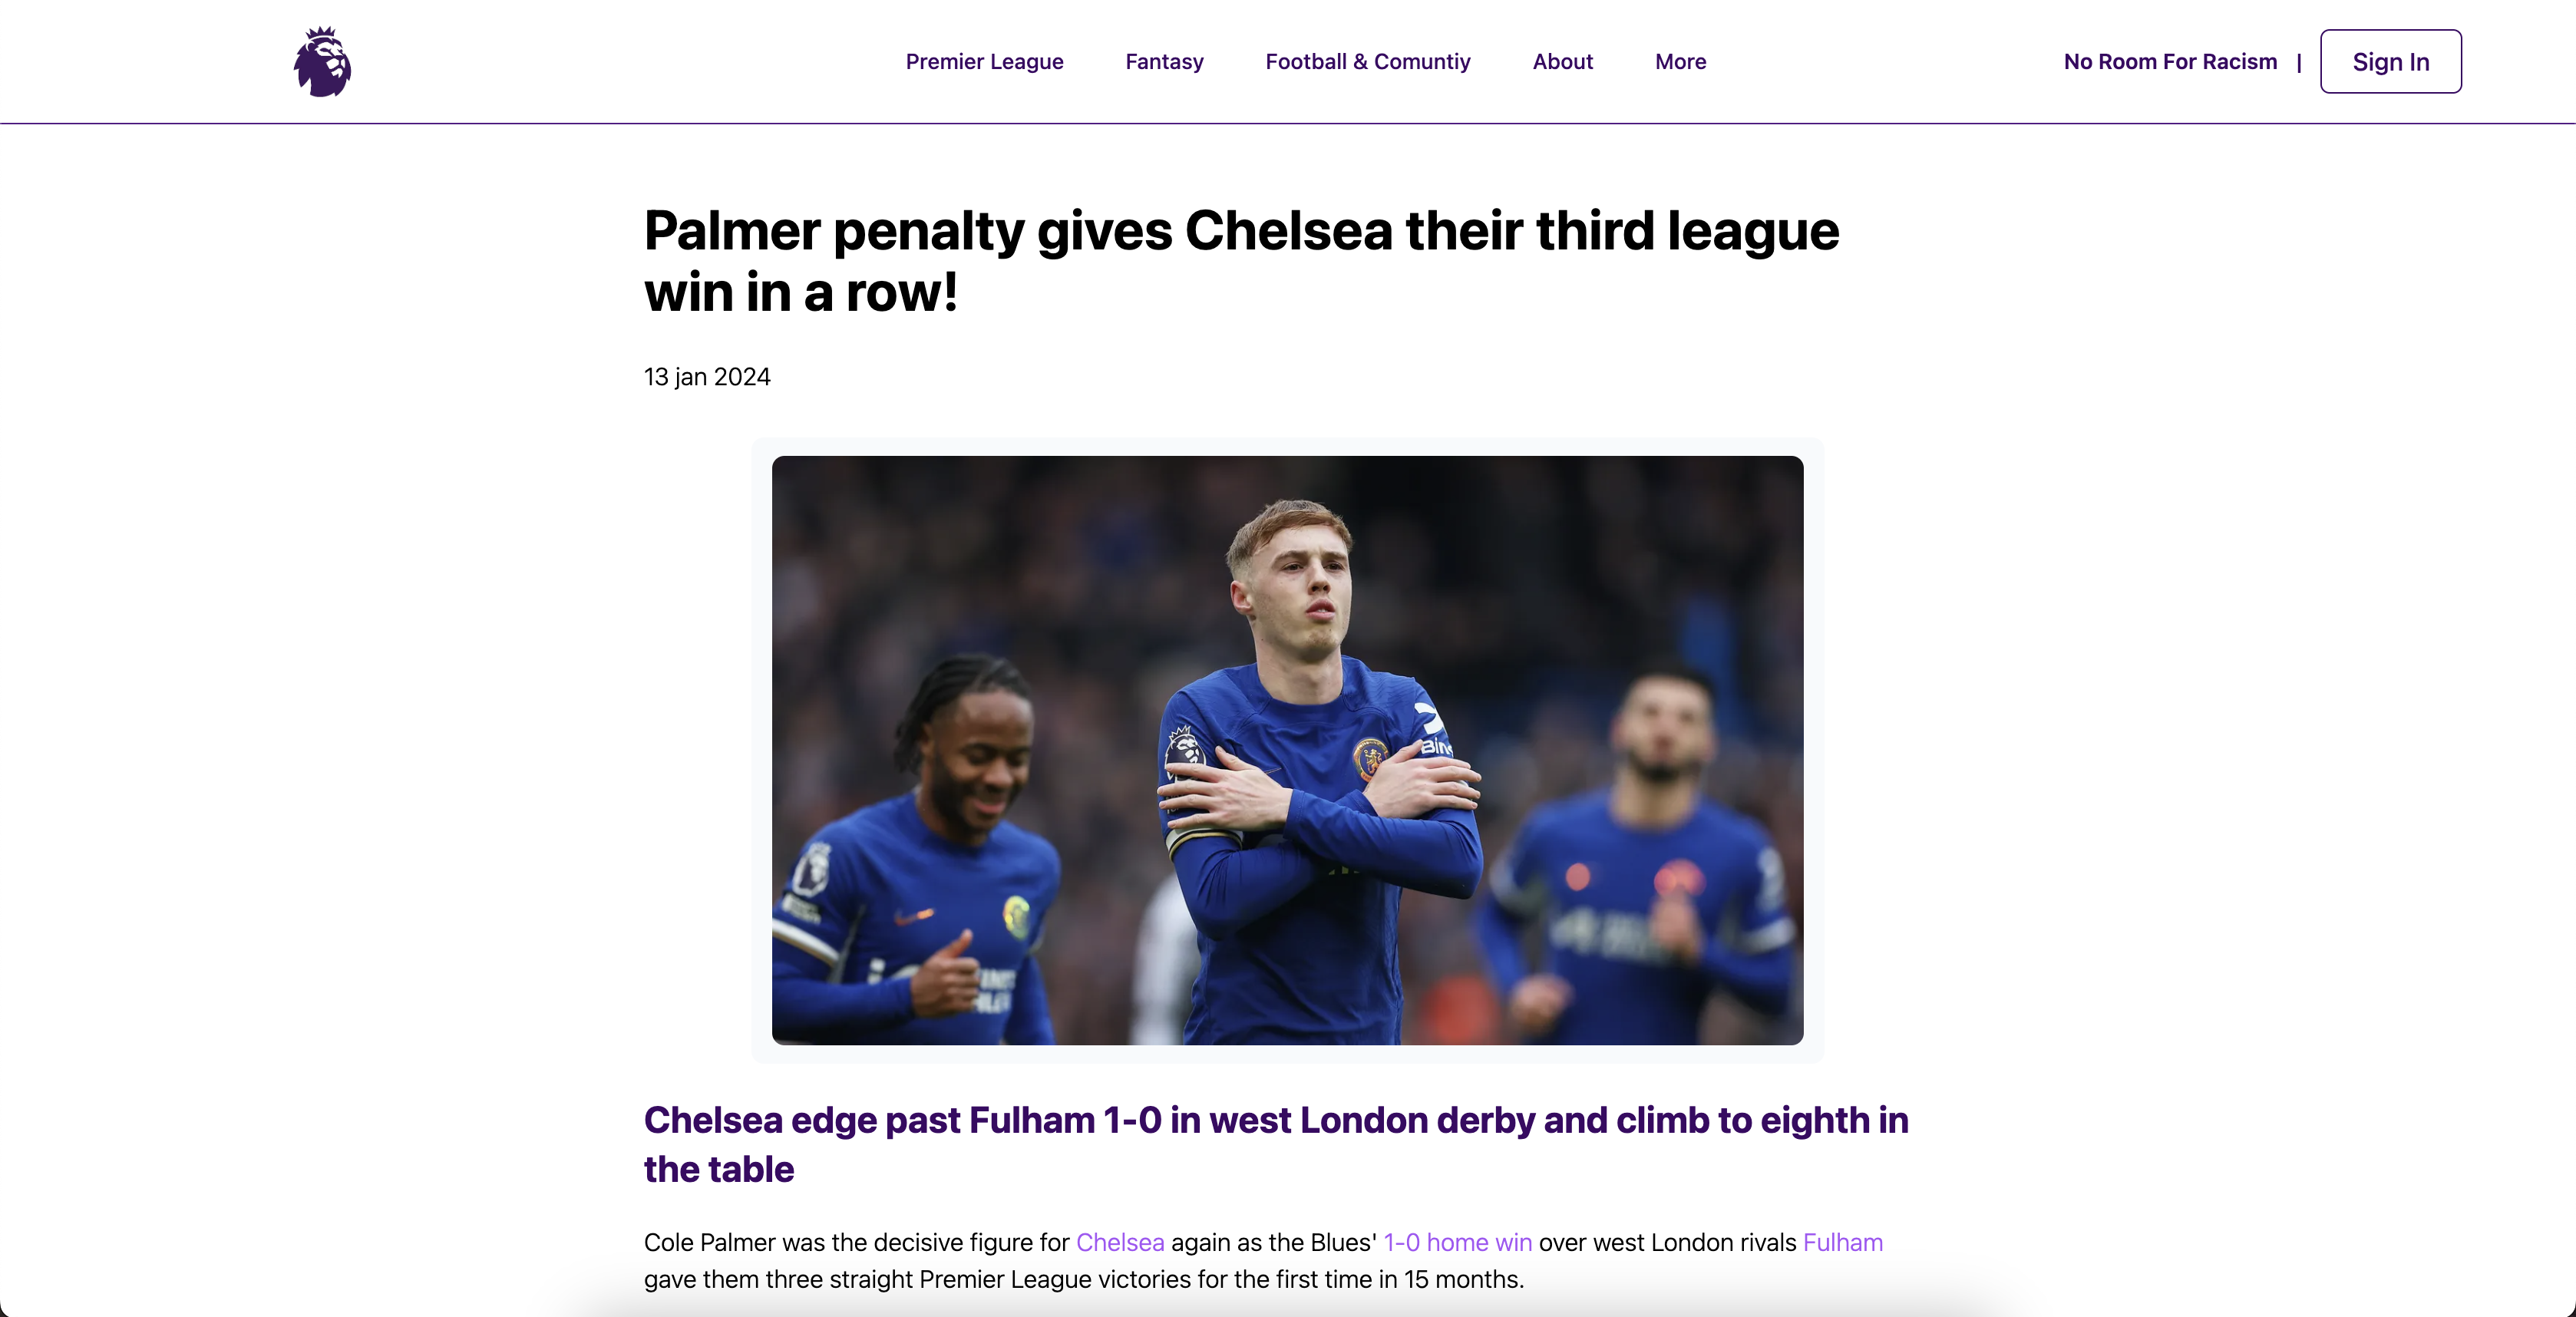 Premier League Fantasy Football & Comuntiy About More No Room For Racism | Sign In
Palmer penalty gives Chelsea their third league
win in a row!
13 jan 2024
Chelsea edge past Fulham 1-0 in west London derby and climb to eighth in
the table
Cole Palmer was the decisive figure for Chelsea again as the Blues' 1-0 home win over west London rivals Fulham
gave them three straight Premier League victories for the first time in 15 months.